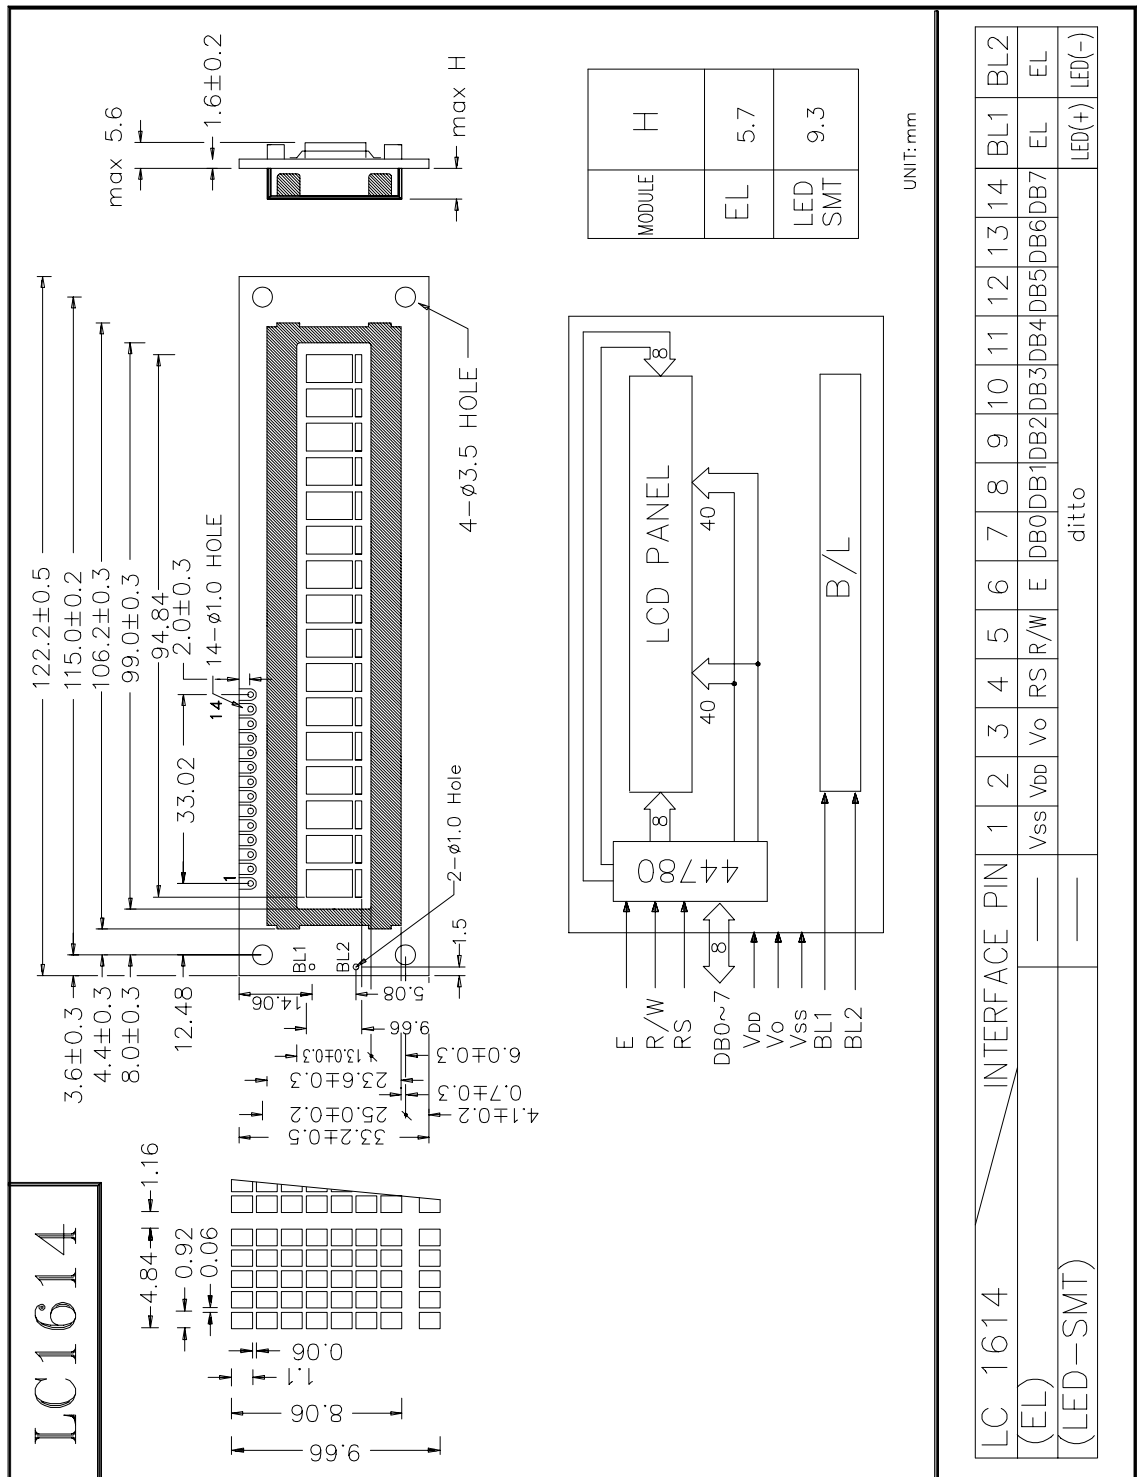 LC1614
max 5.6
1.6±0.2
max H
122.2±0.5
115.0±0.2
106.2±0.3
99.0±0.3
94.84
2.0±0.3
14-ø1.0 HOLE
33.02
1
14
4-ø3.5 HOLE
2-ø1.0 Hole
1.5
BL1
BL2
3.6±0.3
4.4±0.3
8.0±0.3
12.48
14.06
5.08
9.66
13.0±0.3
6.0±0.3
23.6±0.3
0.7±0.3
25.0±0.2
4.1±0.2
33.2±0.5
4.84
1.16
0.92
0.06
0.06
1.1
8.06
9.66
MODULE H
EL 5.7
LED SMT 9.3
UNIT: mm
LCD PANEL
B/L
44780
8
8
40
40
8
E
R/W
RS
DB0~7
VDD
Vo
Vss
BL1
BL2
LC 1614 INTERFACE PIN 1 2 3 4 5 6 7 8 9 10 11 12 13 14 BL1 BL2
(EL) — Vss VDD Vo RS R/W E DB0 DB1 DB2 DB3 DB4 DB5 DB6 DB7 EL EL
(LED-SMT) — ditto LED(+) LED(-)